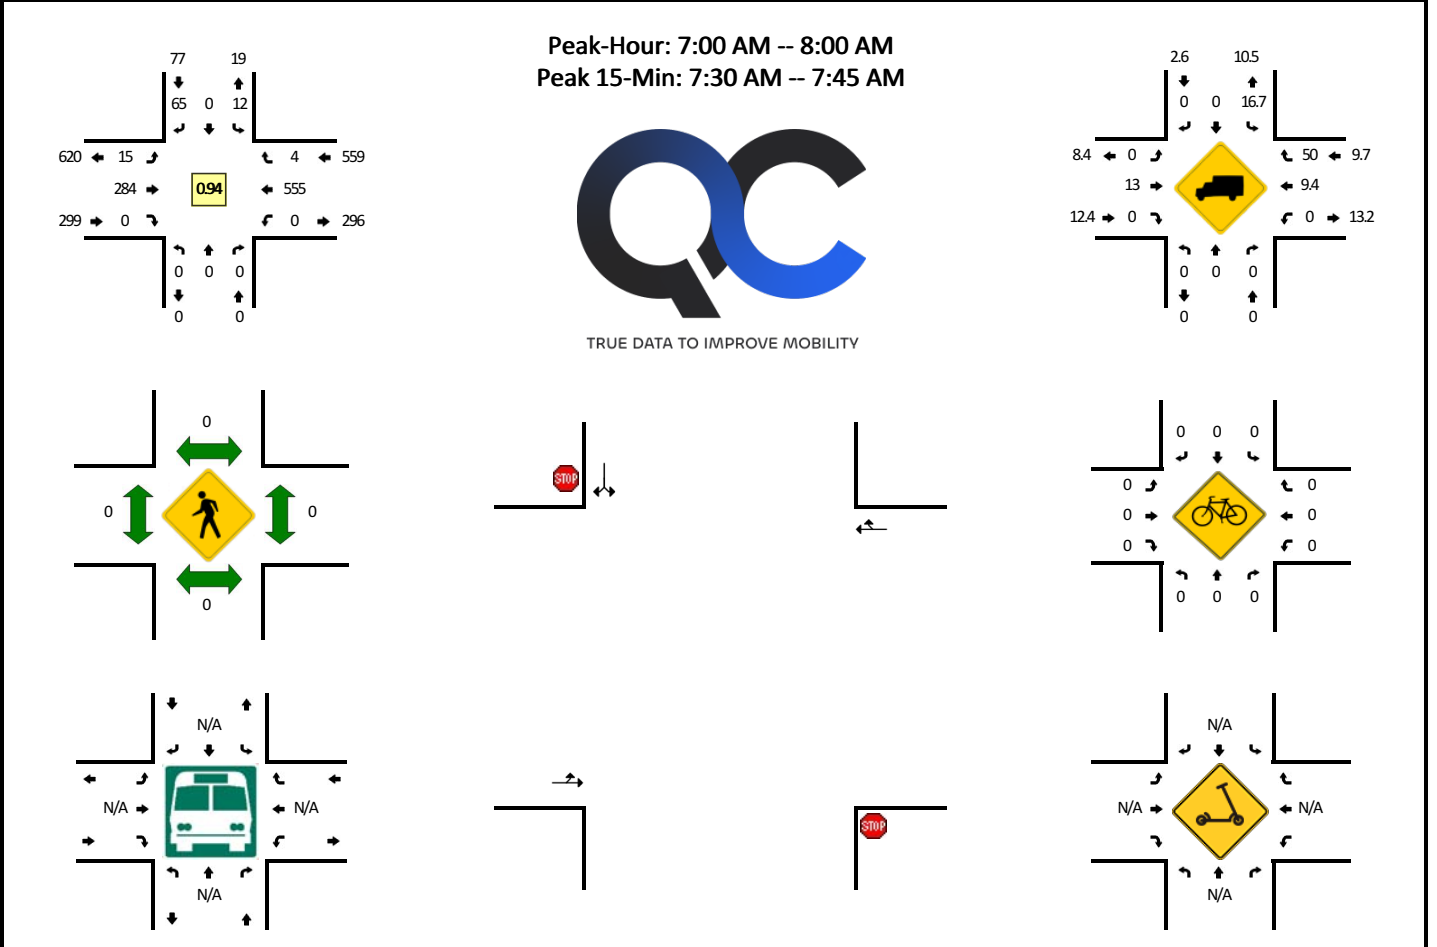 Peak-Hour: 7:00 AM -- 8:00 AM
Peak 15-Min: 7:30 AM -- 7:45 AM
77 19
65 0 12
620 15 4 559
284 0.94 555
299 0 0 296
0 0 0
0 0
QC
TRUE DATA TO IMPROVE MOBILITY
2.6 10.5
0 0 16.7
8.4 0 50 9.7
13 9.4
12.4 0 0 13.2
0 0 0
0 0
0
0 0
0
STOP
STOP
0 0 0
0 0
0 0
0 0
0 0 0
N/A
N/A N/A
N/A
N/A
N/A N/A
N/A